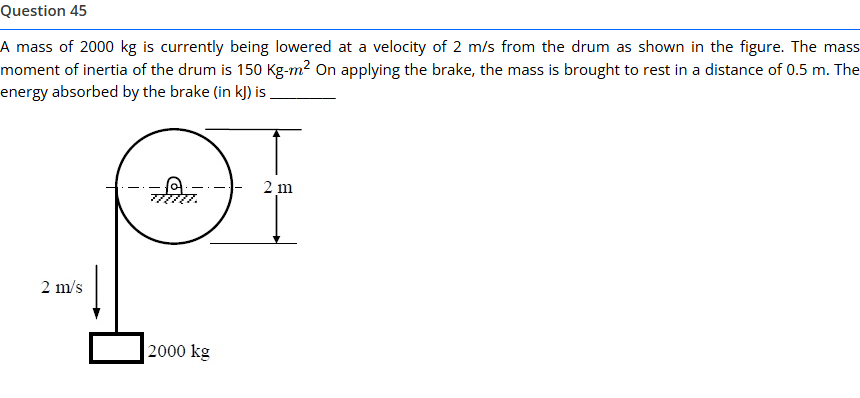 Question 45
A mass of 2000 kg is currently being lowered at a velocity of 2 m/s from the drum as shown in the figure. The mass
moment of inertia of the drum is 150 Kg-m² On applying the brake, the mass is brought to rest in a distance of 0.5 m. The
energy absorbed by the brake (in kJ) is _________
2 m
2 m/s
2000 kg